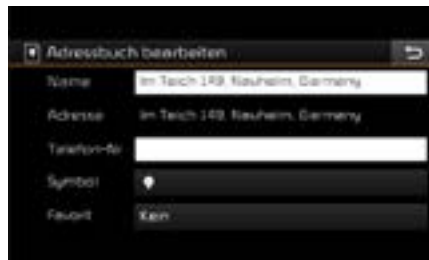 Adressbuch bearbeiten
Name Im Teich 149, Nauheim, Germany
Adresse Im Teich 149, Nauheim, Germany
Telefon-Nr
Symbol
Favorit Kein